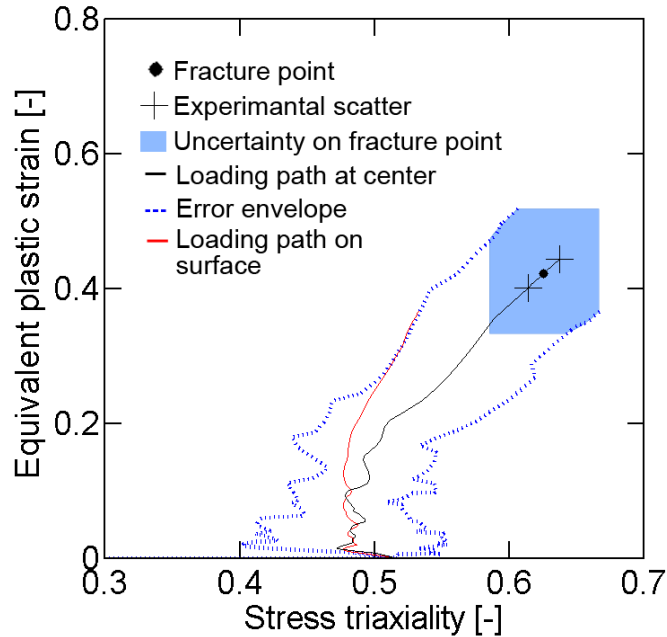 0.8
Fracture point
Experimantal scatter
0.6
Uncertainty on fracture point
Loading path at center
Error envelope
Loading path on
surface
0.4
0.2
0
0.3
0.4
0.5
0.6
0.7
Equivalent plastic strain [-]
Stress triaxiality [-]